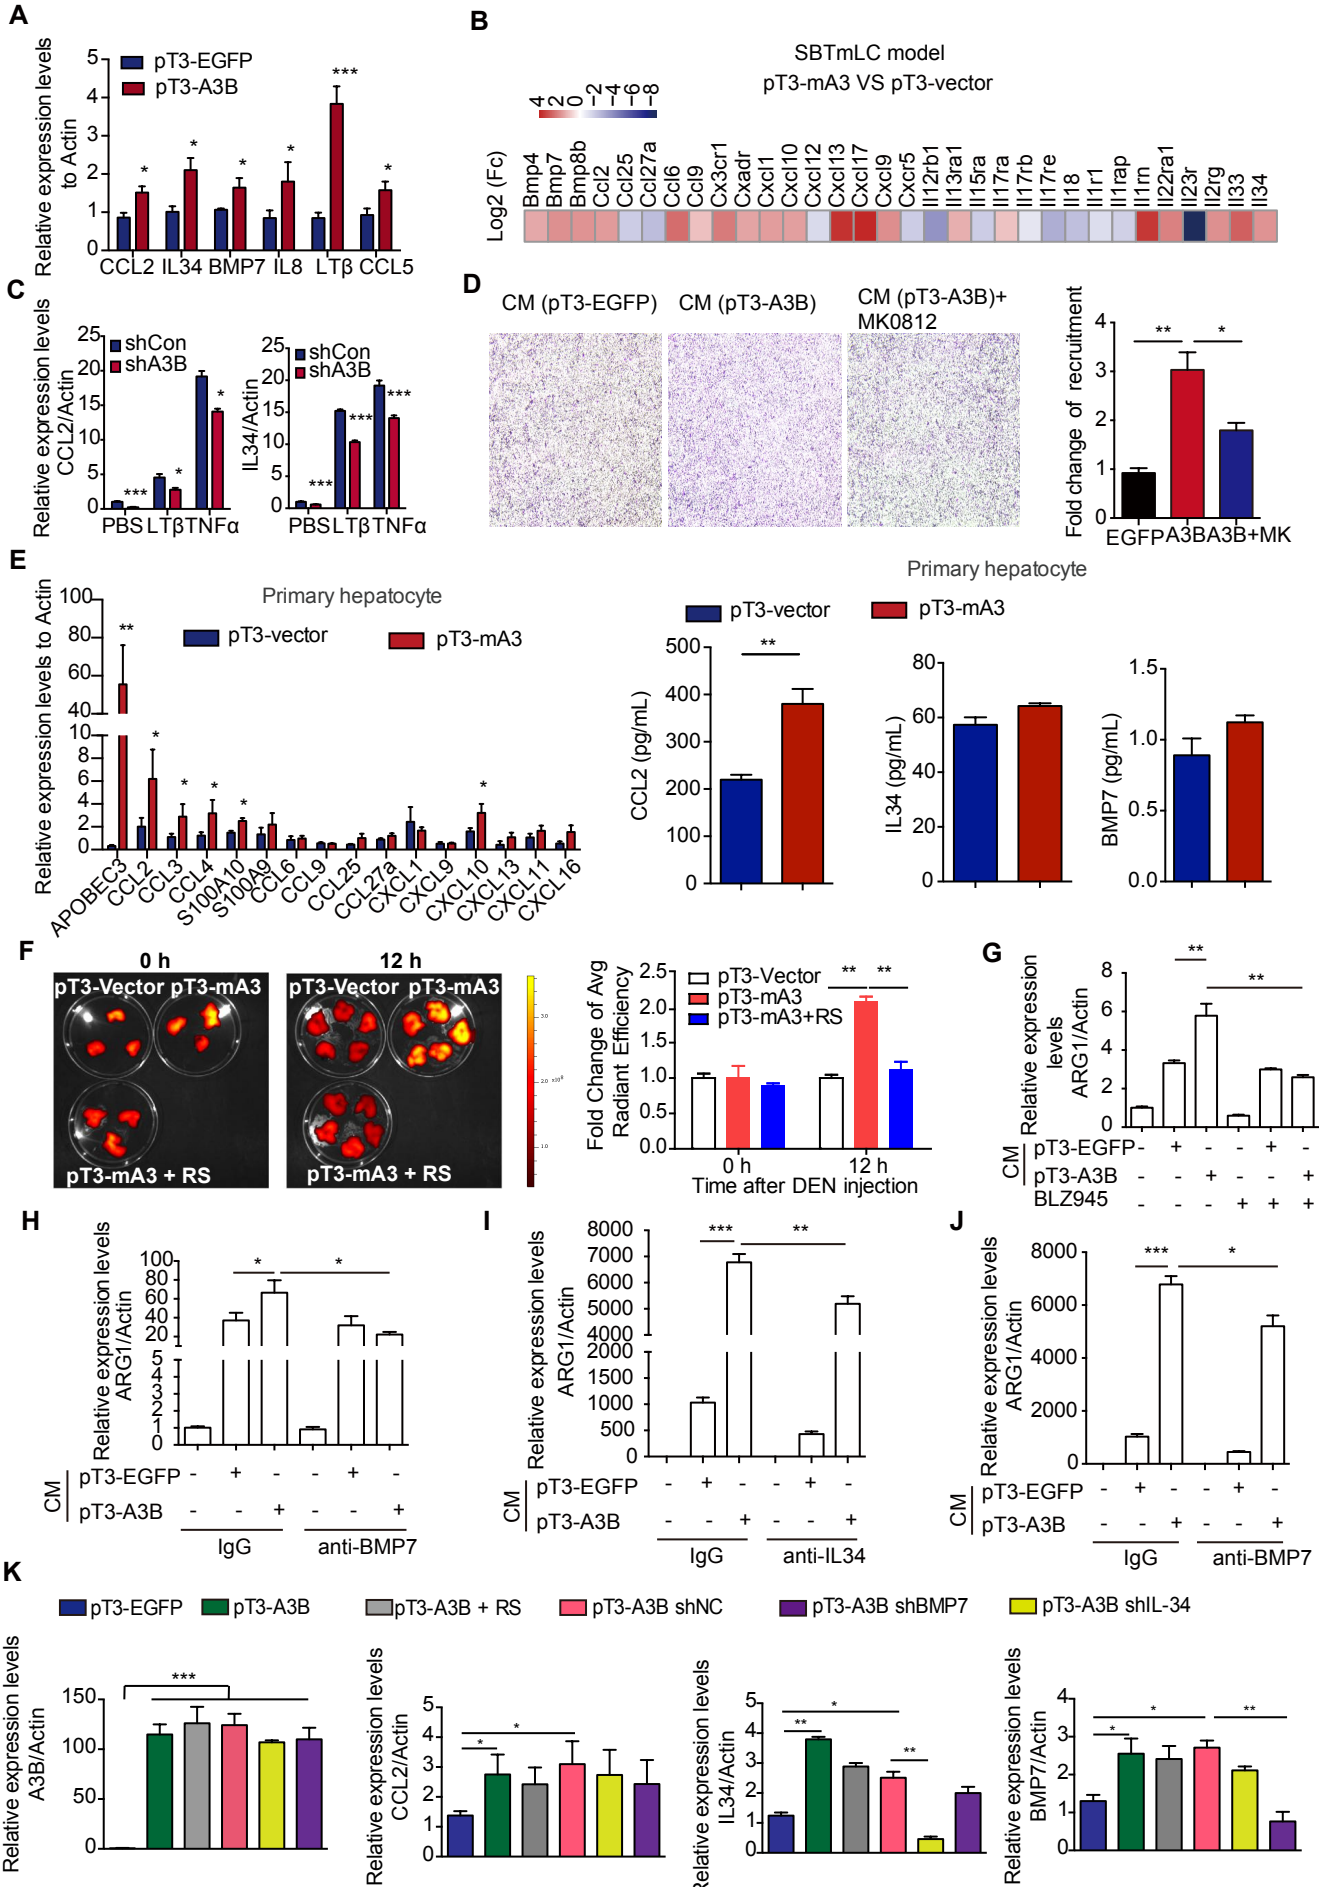 A
Relative expression levels
to Actin
5
4
3
2
1
0
pT3-EGFP
pT3-A3B
* * * * *** *
CCL2 IL34 BMP7 IL8 LTβ CCL5
B
SBTmLC model
pT3-mA3 VS pT3-vector
4 2 0 −2 −4 −6 −8
Log2 (Fc)
Bmp4
Bmp7
Bmp8b
Ccl2
Ccl25
Ccl27a
Ccl6
Ccl9
Cx3cr1
Cxadr
Cxcl1
Cxcl10
Cxcl12
Cxcl13
Cxcl17
Cxcl9
Cxcr5
Il12rb1
Il13ra1
Il15ra
Il17ra
Il17rb
Il17re
Il18
Il1r1
Il1rap
Il1rn
Il22ra1
Il23r
Il2rg
Il33
Il34
C
Relative expression levels
CCL2/Actin
25
20
15
10
5
0
shCon
shA3B
*** * *
PBS LTβ TNFα
IL34/Actin
25
20
15
10
5
0
shCon
shA3B
*** *** ***
PBS LTβ TNFα
D
CM (pT3-EGFP)
CM (pT3-A3B)
CM (pT3-A3B)+
MK0812
Fold change of recruitment
4
3
2
1
0
** *
EGFP A3B A3B+MK
E
Relative expression levels to Actin
100
80
60
40
10
8
6
4
2
0
Primary hepatocyte
pT3-vector
pT3-mA3
** * * * * *
APOBEC3
CCL2
CCL3
CCL4
S100A10
S100A9
CCL6
CCL9
CCL25
CCL27a
CXCL1
CXCL9
CXCL10
CXCL13
CXCL11
CXCL16
Primary hepatocyte
pT3-vector
pT3-mA3
CCL2 (pg/mL)
500
400
300
200
100
0
**
IL34 (pg/mL)
80
60
40
20
0
BMP7 (pg/mL)
1.5
1.0
0.5
0.0
F
0 h
pT3-Vector pT3-mA3
pT3-mA3 + RS
12 h
pT3-Vector pT3-mA3
pT3-mA3 + RS
3.0
2.0 x10⁸
1.0
Fold Change of Avg
Radiant Efficiency
2.5
2.0
1.5
1.0
0.5
0.0
pT3-Vector
pT3-mA3
pT3-mA3+RS
** **
0 h 12 h
Time after DEN injection
G
Relative expression
levels
ARG1/Actin
8
6
4
2
0
**
**
CM
pT3-EGFP - + - - + -
pT3-A3B - - + - - +
BLZ945 - - - + + +
H
Relative expression levels
ARG1/Actin
100
80
60
40
20
5
4
3
2
1
0
* *
CM
pT3-EGFP - + - - + -
pT3-A3B - - + - - +
IgG anti-BMP7
I
Relative expression levels
ARG1/Actin
8000
7000
6000
5000
4000
2000
1500
1000
500
0
*** **
CM
pT3-EGFP - + - - + -
pT3-A3B - - + - - +
IgG anti-IL34
J
Relative expression levels
ARG1/Actin
8000
6000
4000
2000
0
*** *
CM
pT3-EGFP - + - - + -
pT3-A3B - - + - - +
IgG anti-BMP7
K
pT3-EGFP pT3-A3B pT3-A3B + RS pT3-A3B shNC pT3-A3B shBMP7 pT3-A3B shIL-34
Relative expression levels
A3B/Actin
150
100
50
0
***
Relative expression levels
CCL2/Actin
5
4
3
2
1
0
*
*
Relative expression levels
IL34/Actin
5
4
3
2
1
0
*
**
**
Relative expression levels
BMP7/Actin
4
3
2
1
0
* **
*